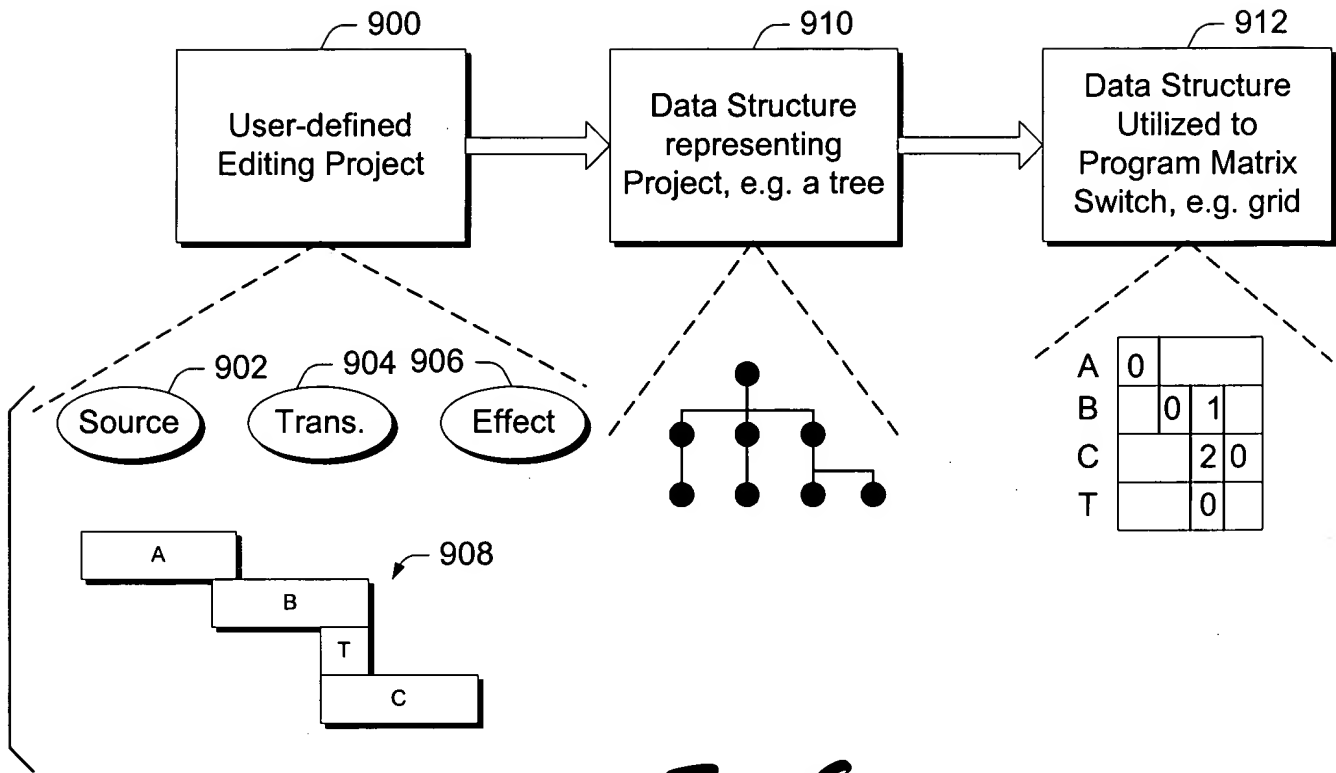 900
910
912
User-defined
Editing Project
Data Structure
representing
Project, e.g. a tree
Data Structure
Utilized to
Program Matrix
Switch, e.g. grid
902
904
906
Source
Trans.
Effect
A
B
T
C
908
A 0
B 0 1
C 2 0
T 0